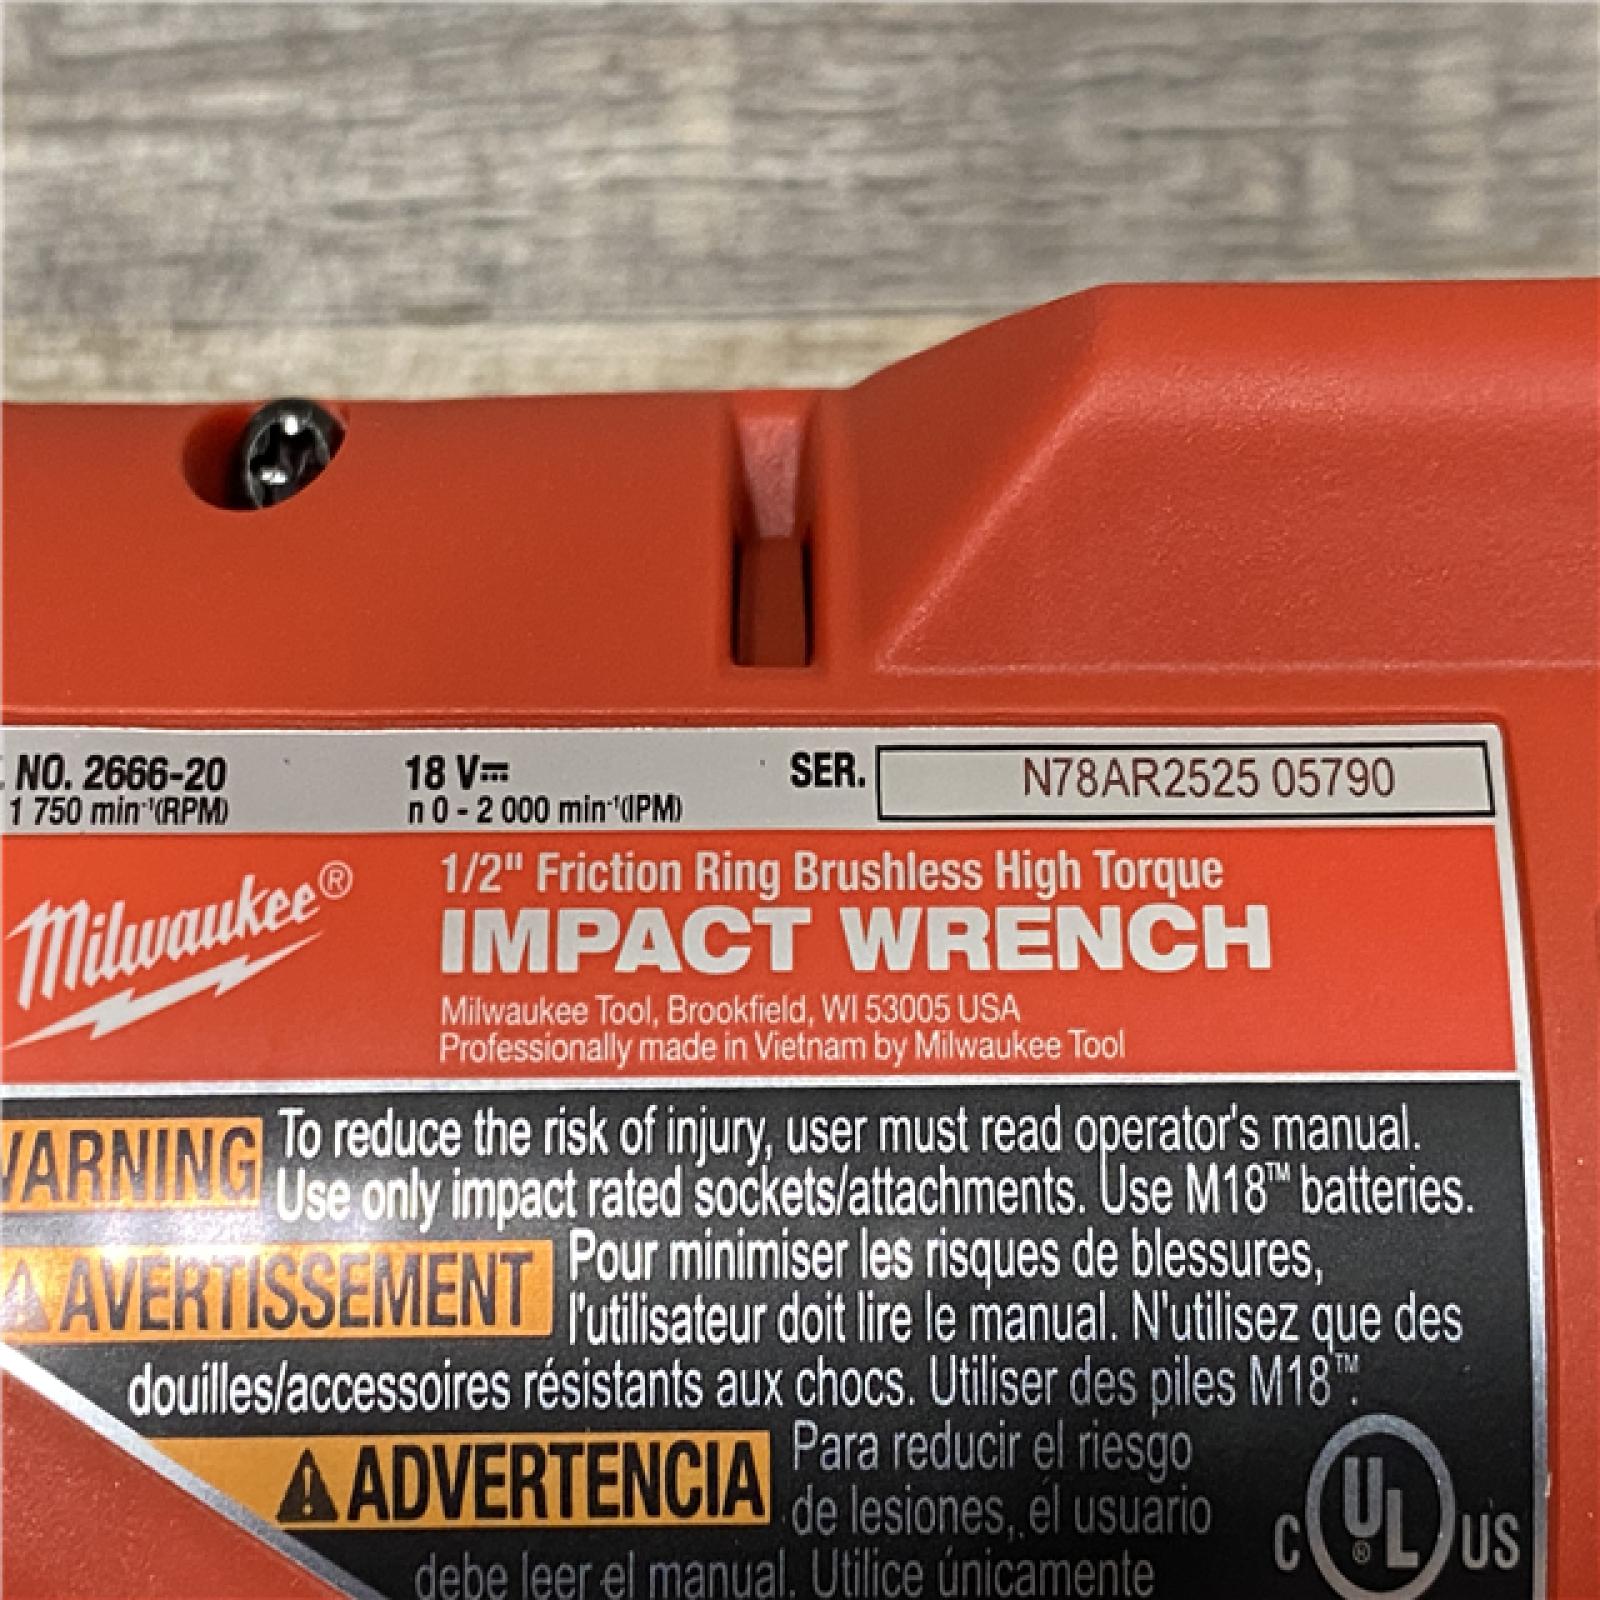 NO. 2666-20 18 V⎓ SER. N78AR2525 05790
1 750 min⁻¹(RPM) n 0 - 2 000 min⁻¹(IPM)
Milwaukee®
1/2" Friction Ring Brushless High Torque
IMPACT WRENCH
Milwaukee Tool, Brookfield, WI 53005 USA
Professionally made in Vietnam by Milwaukee Tool
WARNING To reduce the risk of injury, user must read operator's manual.
Use only impact rated sockets/attachments. Use M18™ batteries.
AVERTISSEMENT Pour minimiser les risques de blessures,
l'utilisateur doit lire le manual. N'utilisez que des
douilles/accessoires résistants aux chocs. Utiliser des piles M18™.
ADVERTENCIA Para reducir el riesgo
de lesiones, el usuario
debe leer el manual. Utilice únicamente
C UL® US